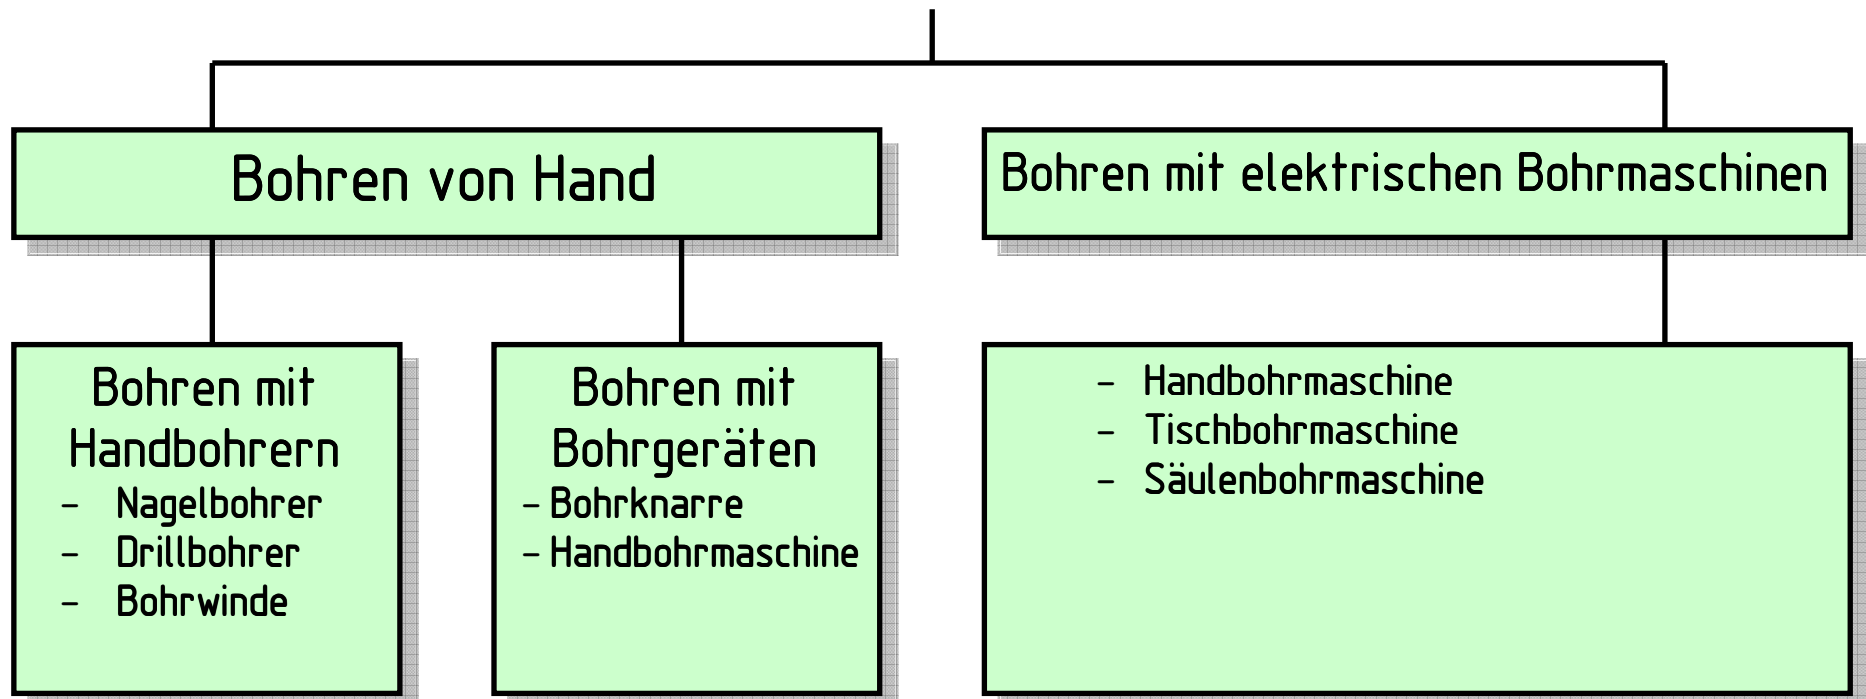 Bohren von Hand
Bohren mit elektrischen Bohrmaschinen
Bohren mit
Handbohrern
- Nagelbohrer
- Drillbohrer
- Bohrwinde
Bohren mit
Bohrgeräten
- Bohrknarre
- Handbohrmaschine
- Handbohrmaschine
- Tischbohrmaschine
- Säulenbohrmaschine